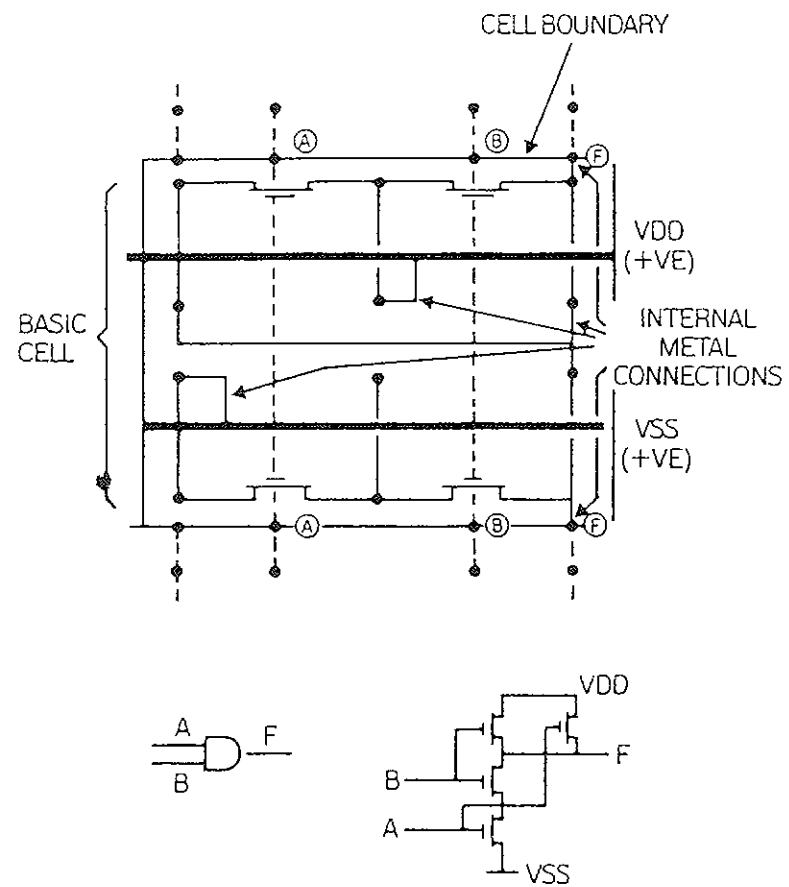 CELL BOUNDARY
A
B
F
VDD
(+VE)
BASIC
CELL
INTERNAL
METAL
CONNECTIONS
VSS
(+VE)
A
B
F
VDD
A
F
B
F
B
A
VSS